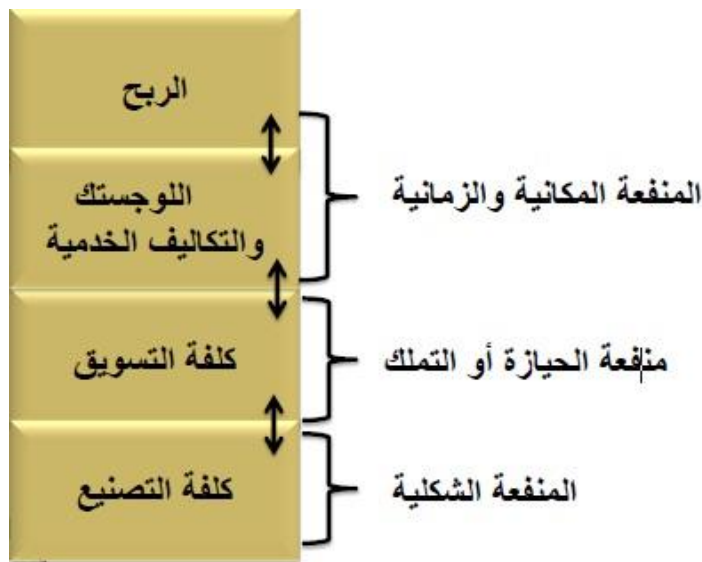 الربح
اللوجستك
والتكاليف الخدمية
المنفعة المكانية والزمانية
كلفة التسويق
منافعة الحيازة أو التملك
كلفة التصنيع
المنفعة الشكلية